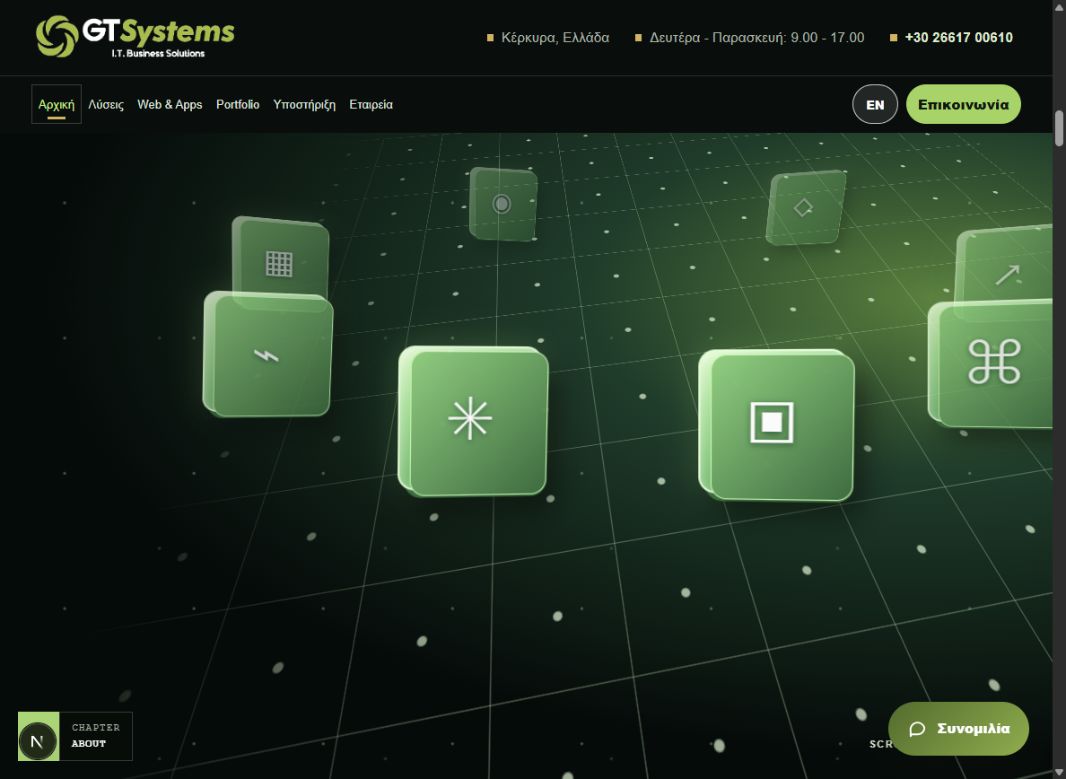 GTSystems
I.T. Business Solutions
Κέρκυρα, Ελλάδα
Δευτέρα - Παρασκευή: 9.00 - 17.00
+30 26617 00610
Αρχική
Λύσεις
Web & Apps
Portfolio
Υποστήριξη
Εταιρεία
EN
Επικοινωνία
N
CHAPTER
ABOUT
SCR
Συνομιλία